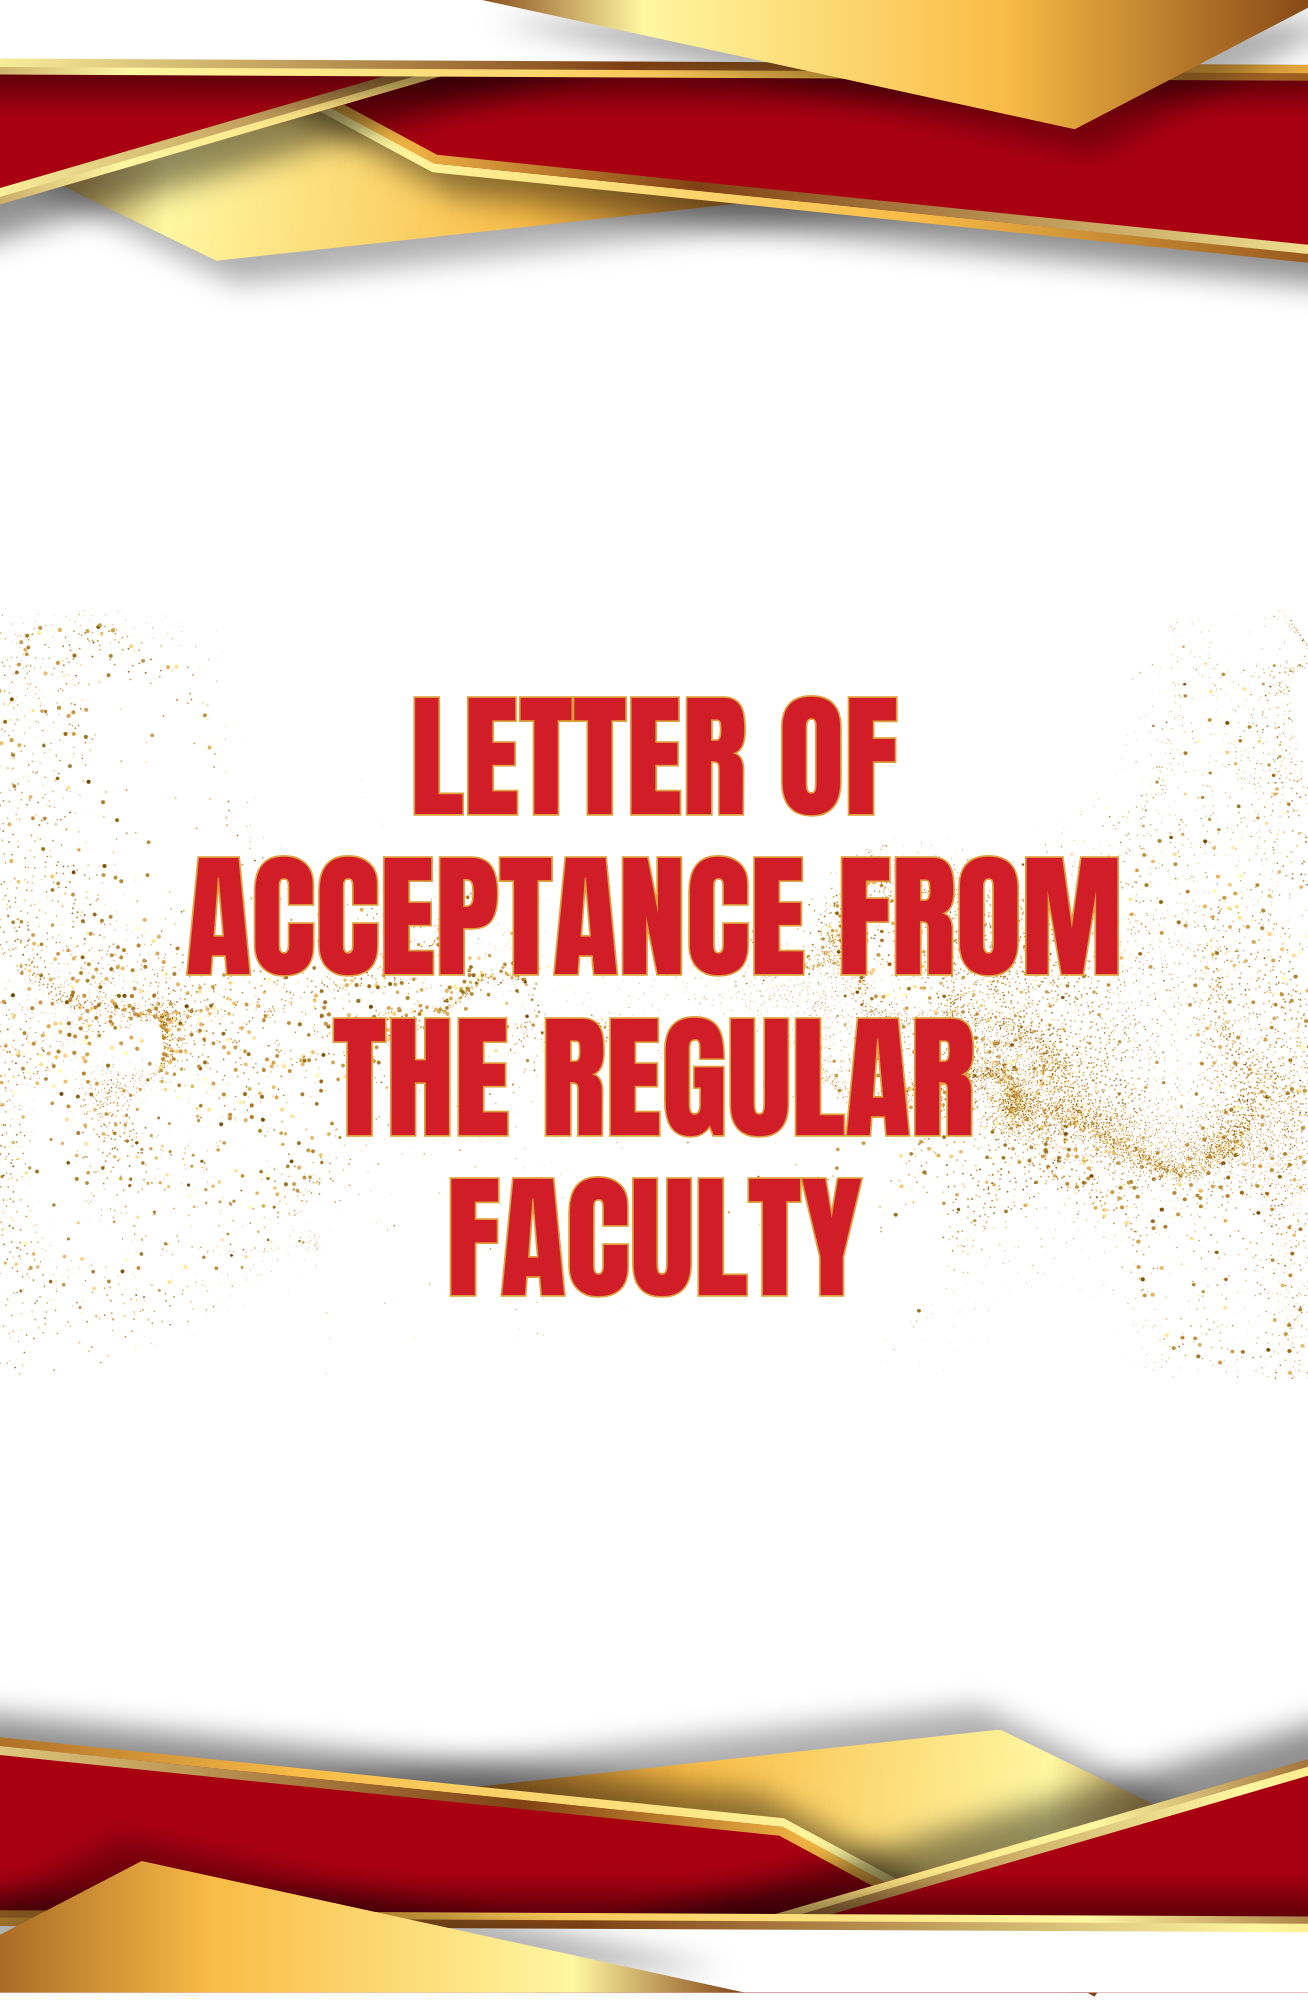 LETTER OF
ACCEPTANCE FROM
THE REGULAR
FACULTY